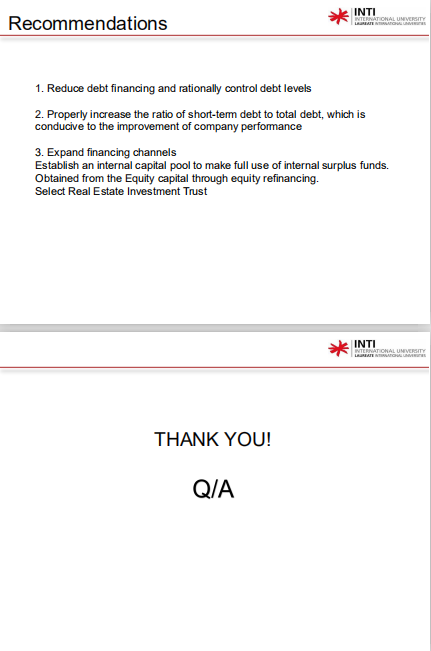 Recommendations
INTI
INTERNATIONAL UNIVERSITY
LAUREATE INTERNATIONAL UNIVERSITIES
1. Reduce debt financing and rationally control debt levels
2. Properly increase the ratio of short-term debt to total debt, which is
conducive to the improvement of company performance
3. Expand financing channels
Establish an internal capital pool to make full use of internal surplus funds.
Obtained from the Equity capital through equity refinancing.
Select Real Estate Investment Trust
INTI
INTERNATIONAL UNIVERSITY
LAUREATE INTERNATIONAL UNIVERSITIES
THANK YOU!
Q/A